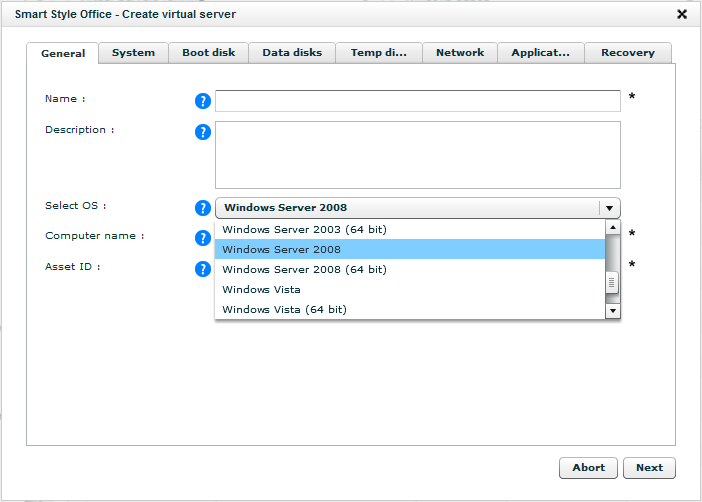 Smart Style Office - Create virtual server
General System Boot disk Data disks Temp di... Network Applicat... Recovery
Name : ? *
Description : ?
Select OS : ? Windows Server 2008
Windows Server 2003 (64 bit)
Computer name : ? *
Windows Server 2008
Asset ID : ? *
Windows Server 2008 (64 bit)
Windows Vista
Windows Vista (64 bit)
Abort Next